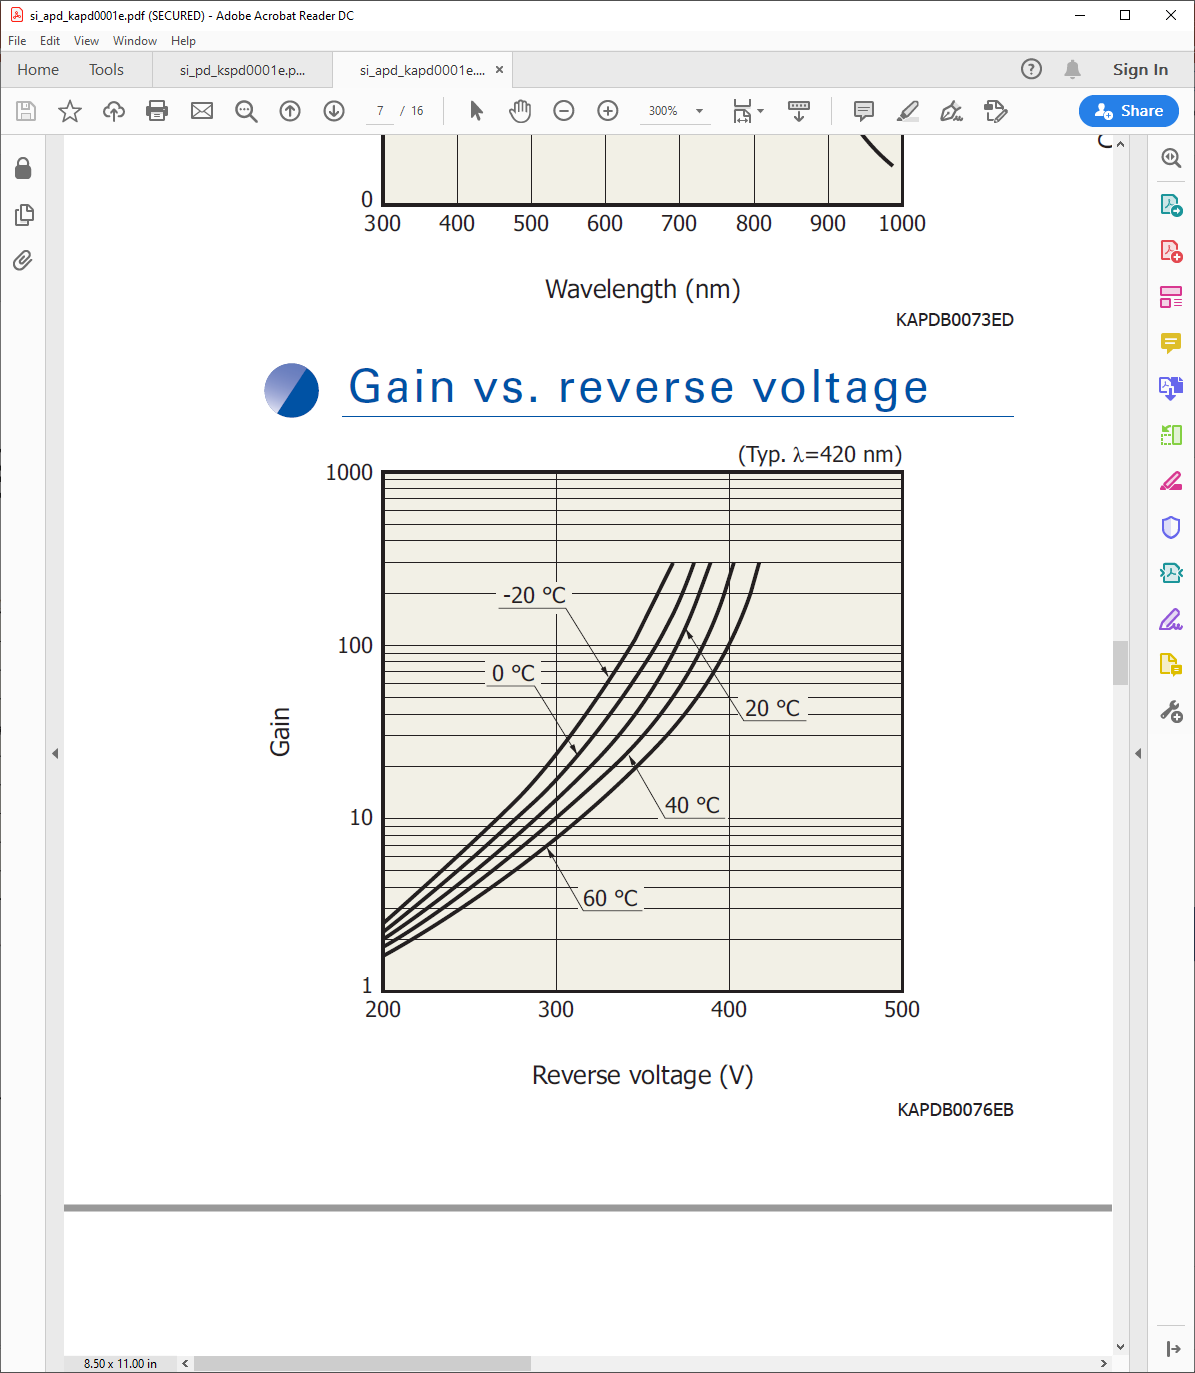 si_apd_kapd0001e.pdf (SECURED) - Adobe Acrobat Reader DC
File Edit View Window Help
Home Tools si_pd_kspd0001e.p... si_apd_kapd0001e.... × Sign In
7 / 16 300% Share
0
300 400 500 600 700 800 900 1000
Wavelength (nm)
KAPDB0073ED
Gain vs. reverse voltage
(Typ. λ=420 nm)
1000
-20 °C
100
0 °C
20 °C
Gain
40 °C
10
60 °C
1
200 300 400 500
Reverse voltage (V)
KAPDB0076EB
8.50 x 11.00 in